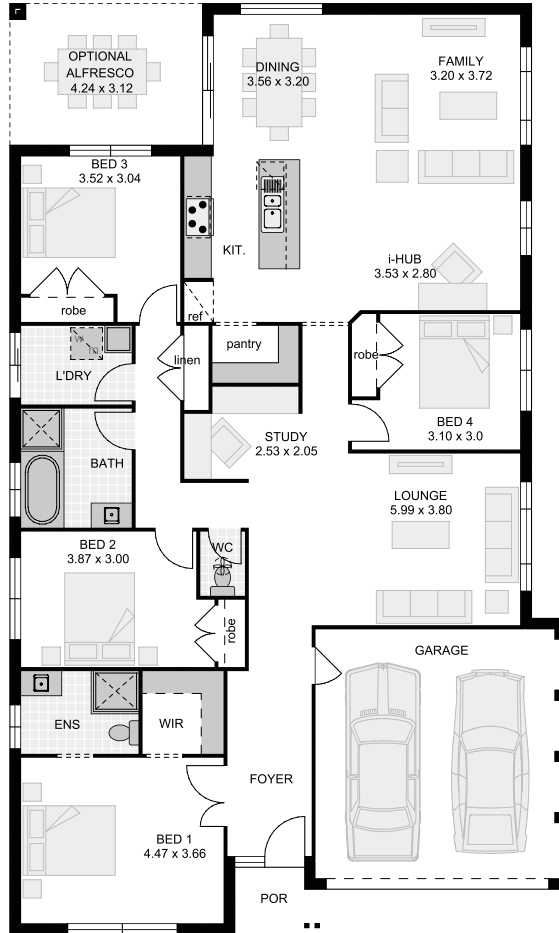 OPTIONAL
ALFRESCO
4.24 x 3.12
DINING
3.56 x 3.20
FAMILY
3.20 x 3.72
BED 3
3.52 x 3.04
KIT.
i-HUB
3.53 x 2.80
robe
ref
linen
pantry
robe
L'DRY
BED 4
3.10 x 3.0
STUDY
2.53 x 2.05
BATH
LOUNGE
5.99 x 3.80
BED 2
3.87 x 3.00
WC
robe
GARAGE
ENS
WIR
FOYER
BED 1
4.47 x 3.66
POR